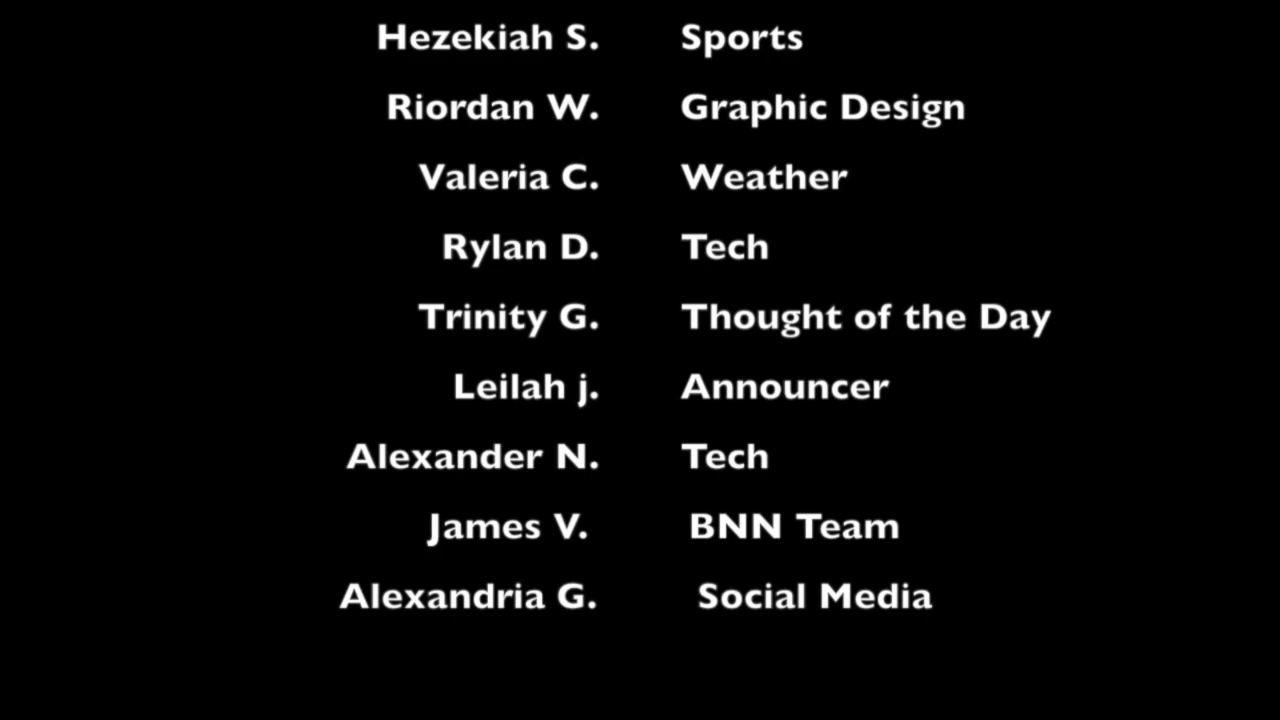 Hezekiah S. Sports
Riordan W. Graphic Design
Valeria C. Weather
Rylan D. Tech
Trinity G. Thought of the Day
Leilah j. Announcer
Alexander N. Tech
James V. BNN Team
Alexandria G. Social Media